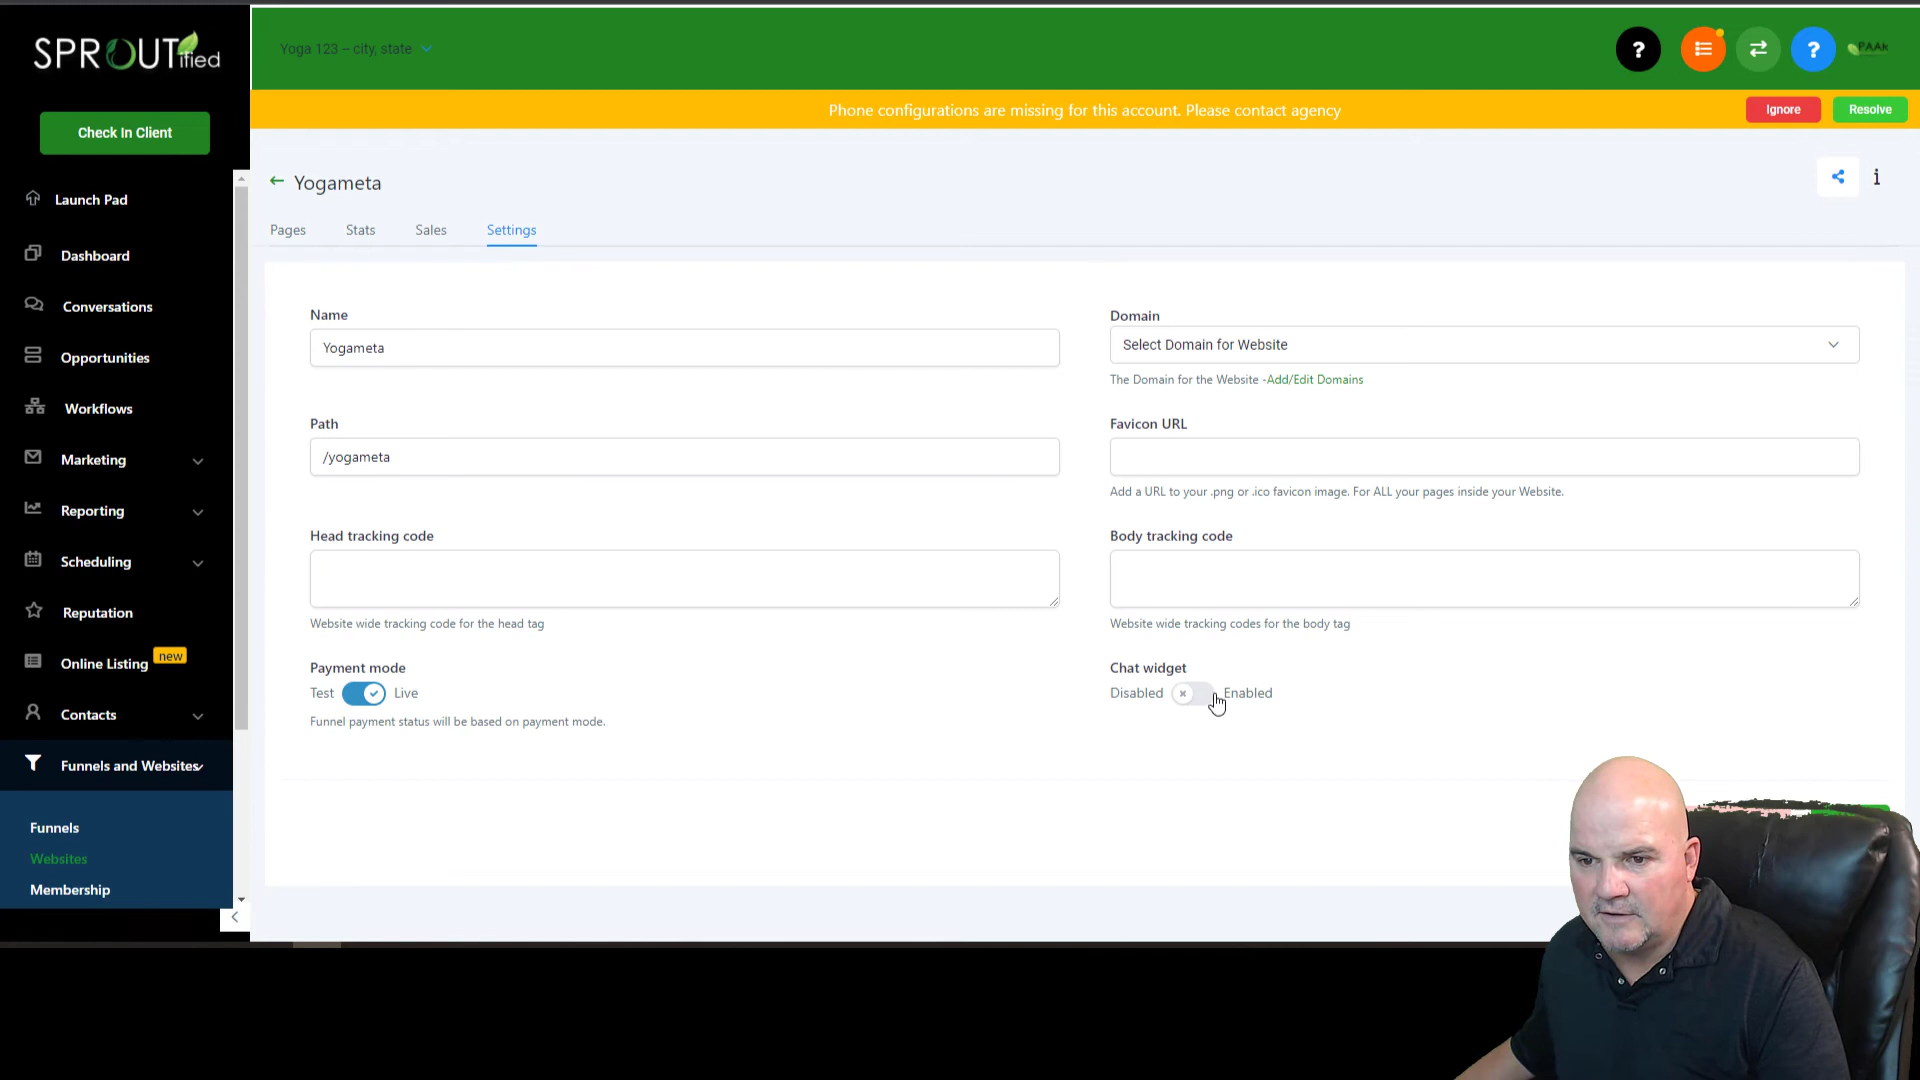 SPROUTified
Yoga 123 – city, state
?
?
PAAk
Phone configurations are missing for this account. Please contact agency
Ignore
Resolve
Check In Client
Launch Pad
Dashboard
Conversations
Opportunities
Workflows
Marketing
Reporting
Scheduling
Reputation
Online Listing new
Contacts
Funnels and Websites
Funnels
Websites
Membership
Yogameta
i
Pages Stats Sales Settings
Name
Yogameta
Domain
Select Domain for Website
The Domain for the Website -Add/Edit Domains
Path
/yogameta
Favicon URL
Add a URL to your .png or .ico favicon image. For ALL your pages inside your Website.
Head tracking code
Website wide tracking code for the head tag
Body tracking code
Website wide tracking codes for the body tag
Payment mode
Test Live
Funnel payment status will be based on payment mode.
Chat widget
Disabled Enabled